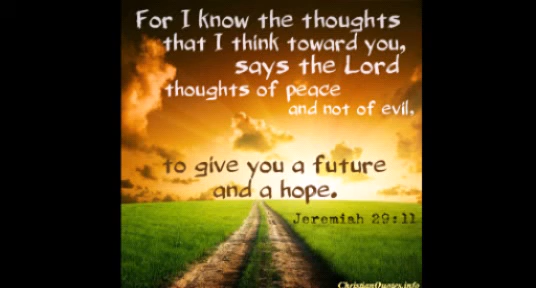 For I know the thoughts
that I think toward you,
says the Lord
thoughts of peace
and not of evil,
to give you a future
and a hope.
Jeremiah 29:11
ChristianQuotes.info